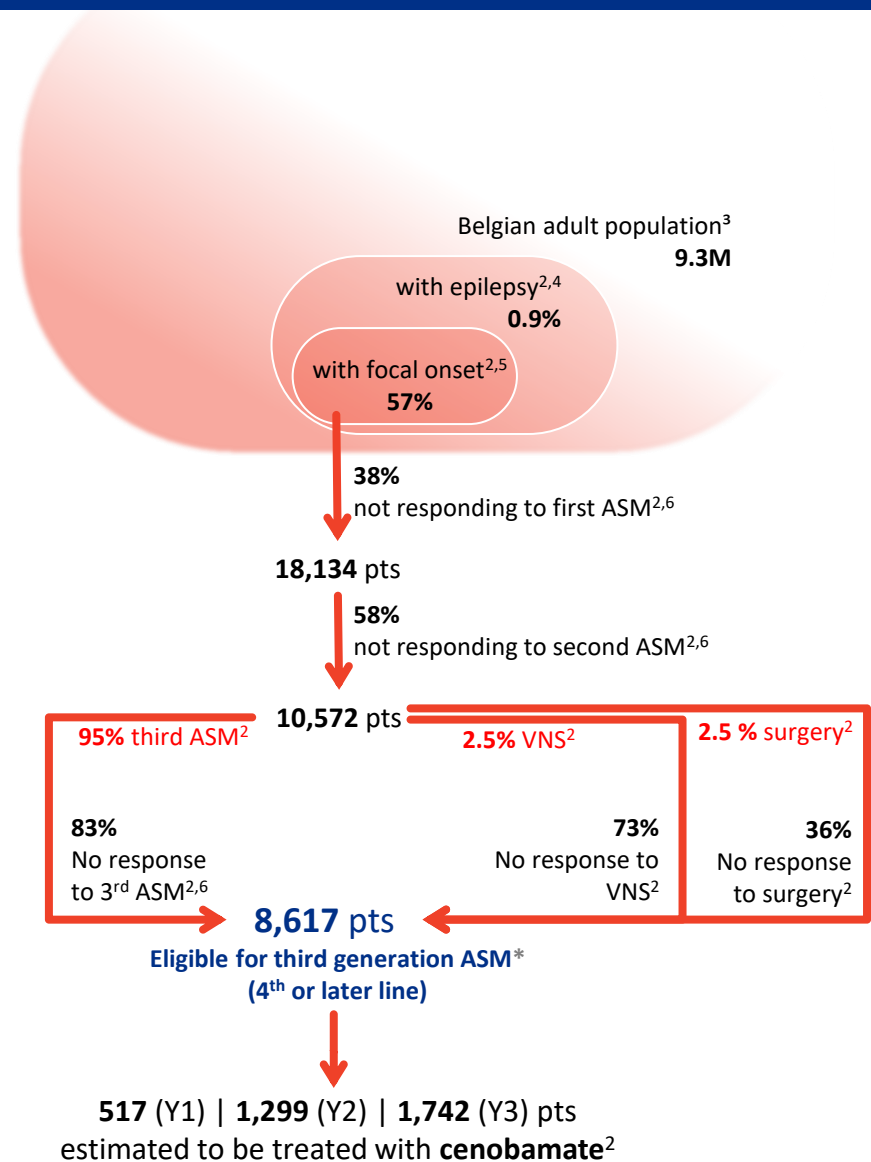 Belgian adult population³
9.3M
with epilepsy²,⁴
0.9%
with focal onset²,⁵
57%
38%
not responding to first ASM²,⁶
18,134 pts
58%
not responding to second ASM²,⁶
10,572 pts
95% third ASM²
2.5% VNS²
2.5 % surgery²
83%
No response
to 3ʳᵈ ASM²,⁶
73%
No response to
VNS²
36%
No response
to surgery²
8,617 pts
Eligible for third generation ASM*
(4ᵗʰ or later line)
517 (Y1) | 1,299 (Y2) | 1,742 (Y3) pts
estimated to be treated with cenobamate²